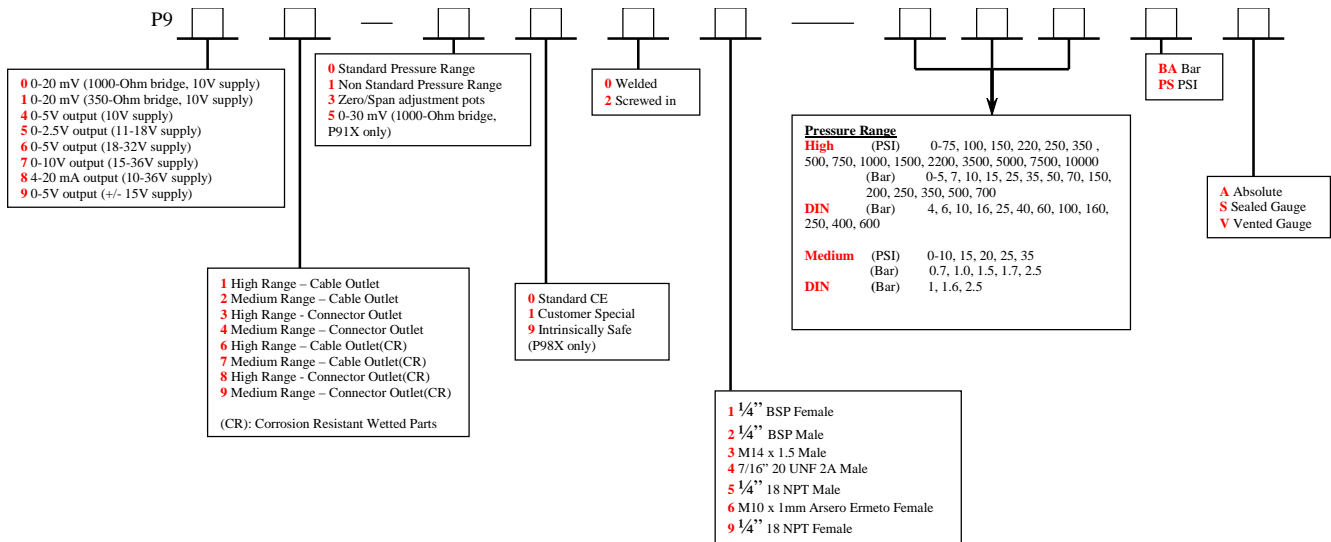 P9
0 0-20 mV (1000-Ohm bridge, 10V supply)
1 0-20 mV (350-Ohm bridge, 10V supply)
4 0-5V output (10V supply)
5 0-2.5V output (11-18V supply)
6 0-5V output (18-32V supply)
7 0-10V output (15-36V supply)
8 4-20 mA output (10-36V supply)
9 0-5V output (+/- 15V supply)
1 High Range – Cable Outlet
2 Medium Range – Cable Outlet
3 High Range - Connector Outlet
4 Medium Range – Connector Outlet
6 High Range – Cable Outlet(CR)
7 Medium Range – Cable Outlet(CR)
8 High Range - Connector Outlet(CR)
9 Medium Range – Connector Outlet(CR)
(CR): Corrosion Resistant Wetted Parts
0 Standard Pressure Range
1 Non Standard Pressure Range
3 Zero/Span adjustment pots
5 0-30 mV (1000-Ohm bridge,
P91X only)
0 Standard CE
1 Customer Special
9 Intrinsically Safe
(P98X only)
0 Welded
2 Screwed in
1 ¼” BSP Female
2 ¼” BSP Male
3 M14 x 1.5 Male
4 7/16” 20 UNF 2A Male
5 ¼” 18 NPT Male
6 M10 x 1mm Arsero Ermeto Female
9 ¼” 18 NPT Female
Pressure Range
High (PSI) 0-75, 100, 150, 220, 250, 350 ,
500, 750, 1000, 1500, 2200, 3500, 5000, 7500, 10000
(Bar) 0-5, 7, 10, 15, 25, 35, 50, 70, 150,
200, 250, 350, 500, 700
DIN (Bar) 4, 6, 10, 16, 25, 40, 60, 100, 160,
250, 400, 600
Medium (PSI) 0-10, 15, 20, 25, 35
(Bar) 0.7, 1.0, 1.5, 1.7, 2.5
DIN (Bar) 1, 1.6, 2.5
BA Bar
PS PSI
A Absolute
S Sealed Gauge
V Vented Gauge